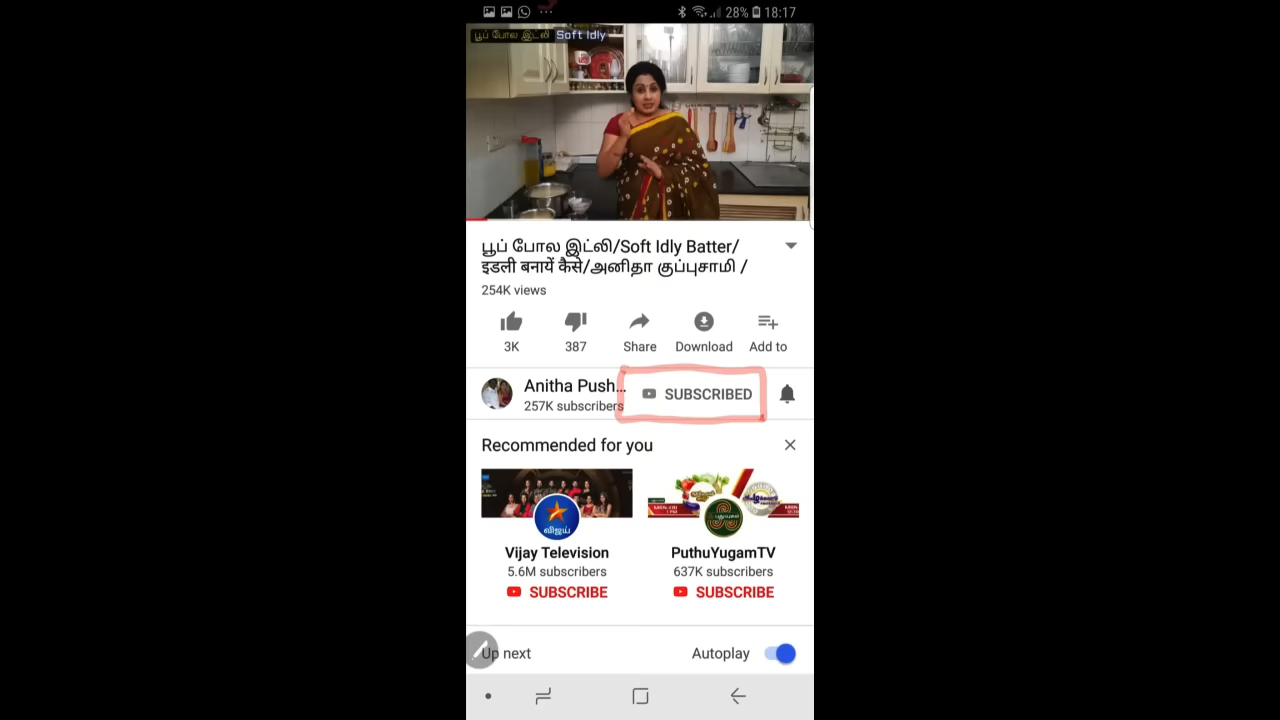 28% 18:17
பூப் போல இட்லி Soft Idly
பூப் போல இட்லி/Soft Idly Batter/
इडली बनायें कैसे/அனிதா குப்புசாமி /
254K views
3K 387 Share Download Add to
Anitha Push... SUBSCRIBED
257K subscribers
Recommended for you
விஜய்
புதுயுகம்
Vijay Television PuthuYugamTV
5.6M subscribers 637K subscribers
SUBSCRIBE SUBSCRIBE
Up next Autoplay